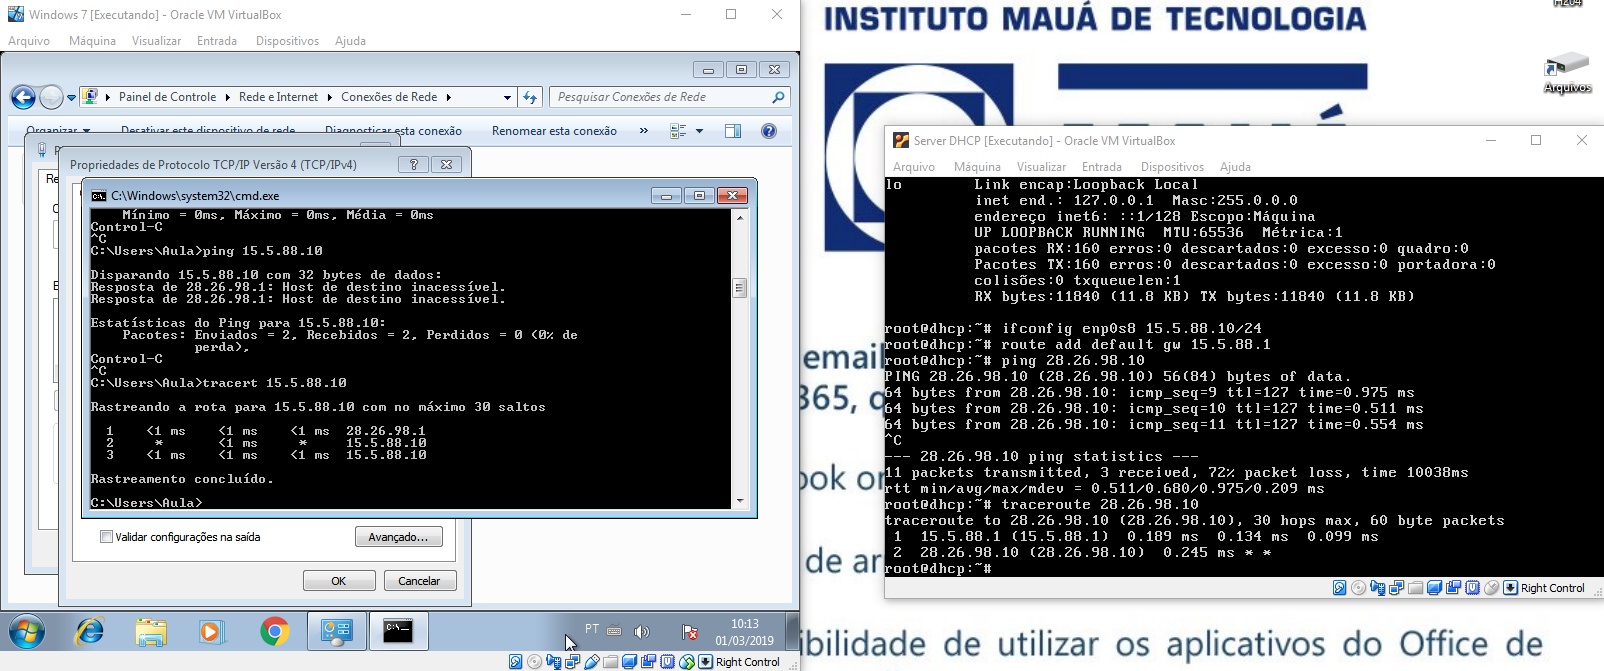 Windows 7 [Executando] - Oracle VM VirtualBox
Arquivo Máquina Visualizar Entrada Dispositivos Ajuda
Painel de Controle Rede e Internet Conexões de Rede
Pesquisar Conexões de Rede
Organizar Desativar este dispositivo de rede Diagnosticar esta conexão Renomear esta conexão »
Propriedades de Protocolo TCP/IP Versão 4 (TCP/IPv4)
C:\Windows\system32\cmd.exe
Mínimo = 0ms, Máximo = 0ms, Média = 0ms
Control-C
^C
C:\Users\Aula>ping 15.5.88.10
Disparando 15.5.88.10 com 32 bytes de dados:
Resposta de 28.26.98.1: Host de destino inacessível.
Resposta de 28.26.98.1: Host de destino inacessível.
Estatísticas do Ping para 15.5.88.10:
Pacotes: Enviados = 2, Recebidos = 2, Perdidos = 0 (0% de
perda),
Control-C
^C
C:\Users\Aula>tracert 15.5.88.10
Rastreando a rota para 15.5.88.10 com no máximo 30 saltos
1 <1 ms <1 ms <1 ms 28.26.98.1
2 * <1 ms * 15.5.88.10
3 <1 ms <1 ms <1 ms 15.5.88.10
Rastreamento concluído.
C:\Users\Aula>
Validar configurações na saída
Avançado...
OK Cancelar
PT
10:13
01/03/2019
Right Control
INSTITUTO MAUÁ DE TECNOLOGIA
H204
Arquivos
email
365,
ook
de
bilidade de utilizar os aplicativos do Office de
Server DHCP [Executando] - Oracle VM VirtualBox
Arquivo Máquina Visualizar Entrada Dispositivos Ajuda
lo Link encap:Loopback Local
inet end.: 127.0.0.1 Masc:255.0.0.0
endereço inet6: ::1/128 Escopo:Máquina
UP LOOPBACK RUNNING MTU:65536 Métrica:1
pacotes RX:160 erros:0 descartados:0 excesso:0 quadro:0
Pacotes TX:160 erros:0 descartados:0 excesso:0 portadora:0
colisões:0 txqueuelen:1
RX bytes:11840 (11.8 KB) TX bytes:11840 (11.8 KB)
root@dhcp:~# ifconfig enp0s8 15.5.88.10/24
root@dhcp:~# route add default gw 15.5.88.1
root@dhcp:~# ping 28.26.98.10
PING 28.26.98.10 (28.26.98.10) 56(84) bytes of data.
64 bytes from 28.26.98.10: icmp_seq=9 ttl=127 time=0.975 ms
64 bytes from 28.26.98.10: icmp_seq=10 ttl=127 time=0.511 ms
64 bytes from 28.26.98.10: icmp_seq=11 ttl=127 time=0.554 ms
^C
--- 28.26.98.10 ping statistics ---
11 packets transmitted, 3 received, 72% packet loss, time 10038ms
rtt min/avg/max/mdev = 0.511/0.680/0.975/0.209 ms
root@dhcp:~# traceroute 28.26.98.10
traceroute to 28.26.98.10 (28.26.98.10), 30 hops max, 60 byte packets
1 15.5.88.1 (15.5.88.1) 0.189 ms 0.134 ms 0.099 ms
2 28.26.98.10 (28.26.98.10) 0.245 ms * *
root@dhcp:~#
Right Control